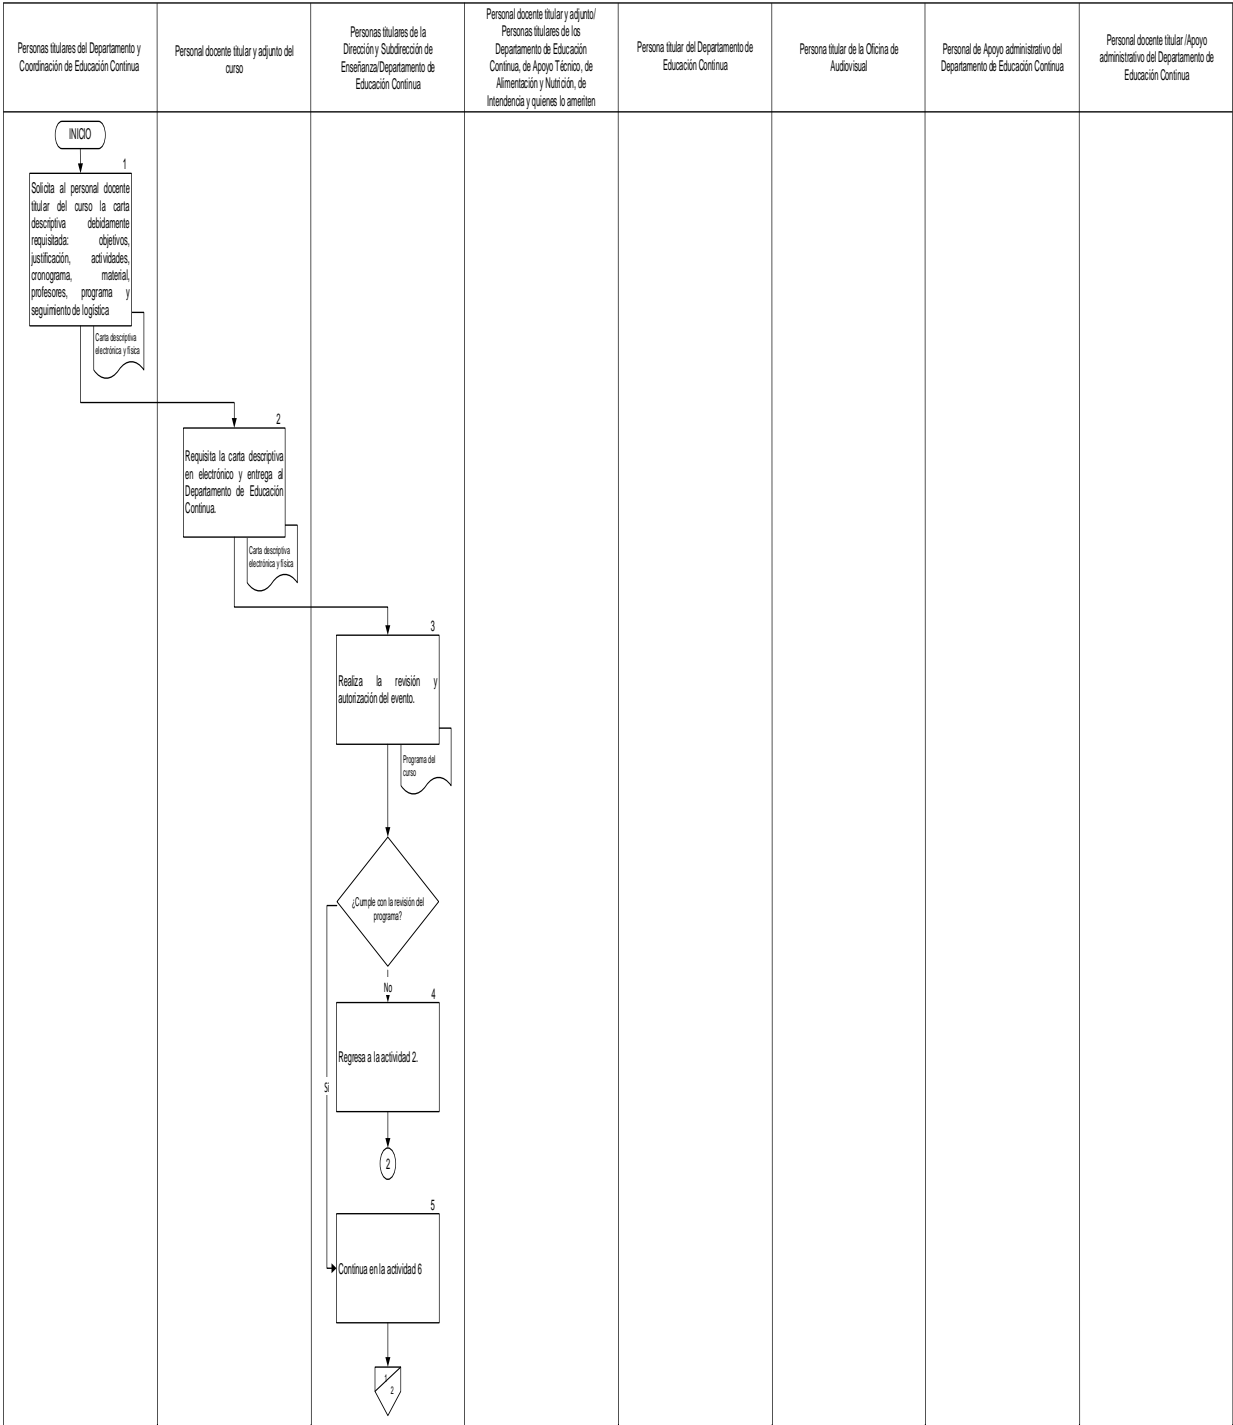 Personas titulares del Departamento y
Coordinación de Educación Continua
Personal docente titular y adjunto del
curso
Personas titulares de la
Dirección y Subdirección de
Enseñanza/Departamento de
Educación Continua
Personal docente titular y adjunto/
Personas titulares de los
Departamento de Educación
Continua, de Apoyo Técnico, de
Alimentación y Nutrición, de
Intendencia y quienes lo ameriten
Persona titular del Departamento de
Educación Continua
Persona titular de la Oficina de
Audiovisual
Personal de Apoyo administrativo del
Departamento de Educación Continua
Personal docente titular /Apoyo
administrativo del Departamento de
Educación Continua
INICIO
1
Solicita al personal docente
titular del curso la carta
descriptiva debidamente
requisitada: objetivos,
justificación, actividades,
cronograma, material,
profesores, programa y
seguimiento de logística
Carta descriptiva
electrónica y física
2
Requisita la carta descriptiva
en electrónico y entrega al
Departamento de Educación
Continua.
Carta descriptiva
electrónica y física
3
Realiza la revisión y
autorización del evento.
Programa del
curso
¿Cumple con la revisión del
programa?
No
4
Regresa a la actividad 2.
Si
2
5
Continua en la actividad 6
1
2